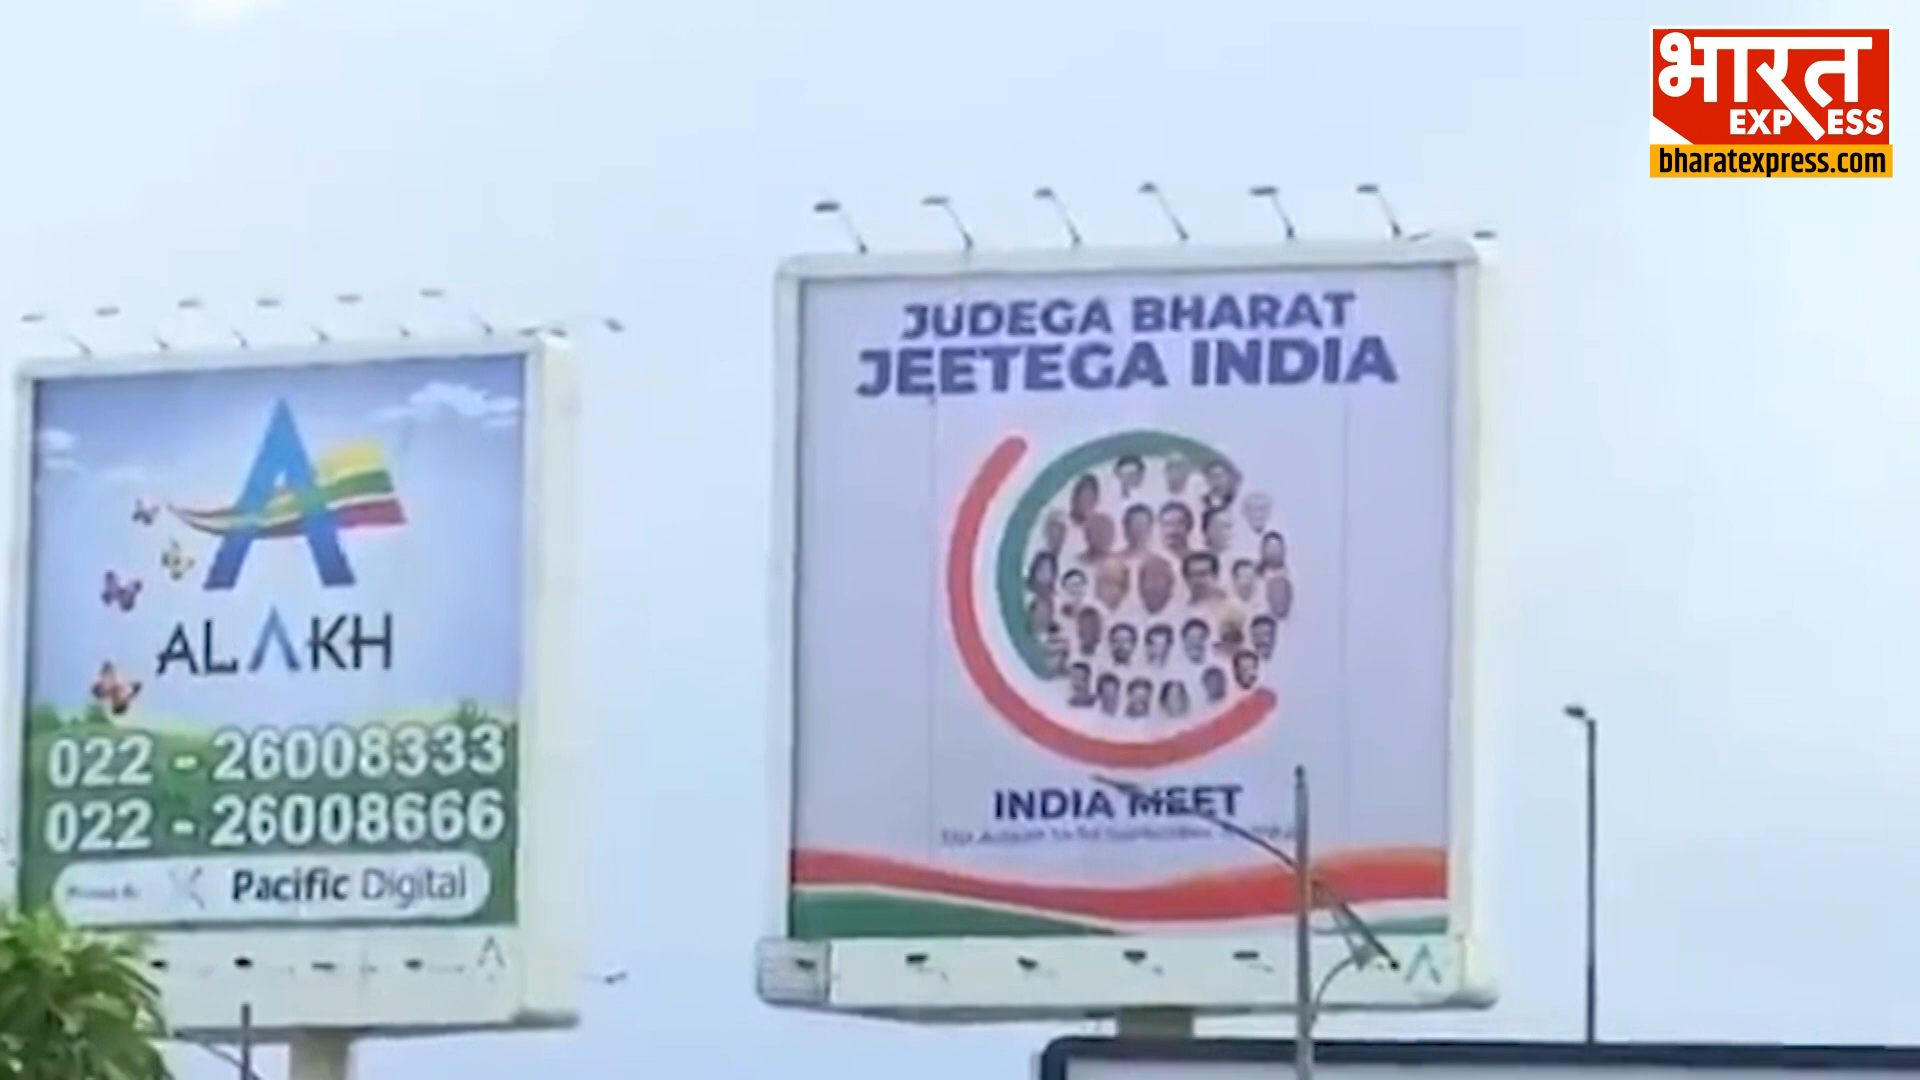 भारत
EXPRESS
bharatexpress.com
JUDEGA BHARAT
JEETEGA INDIA
INDIA MEET
ALAKH
022 - 26008333
022 - 26008666
Pacific Digital